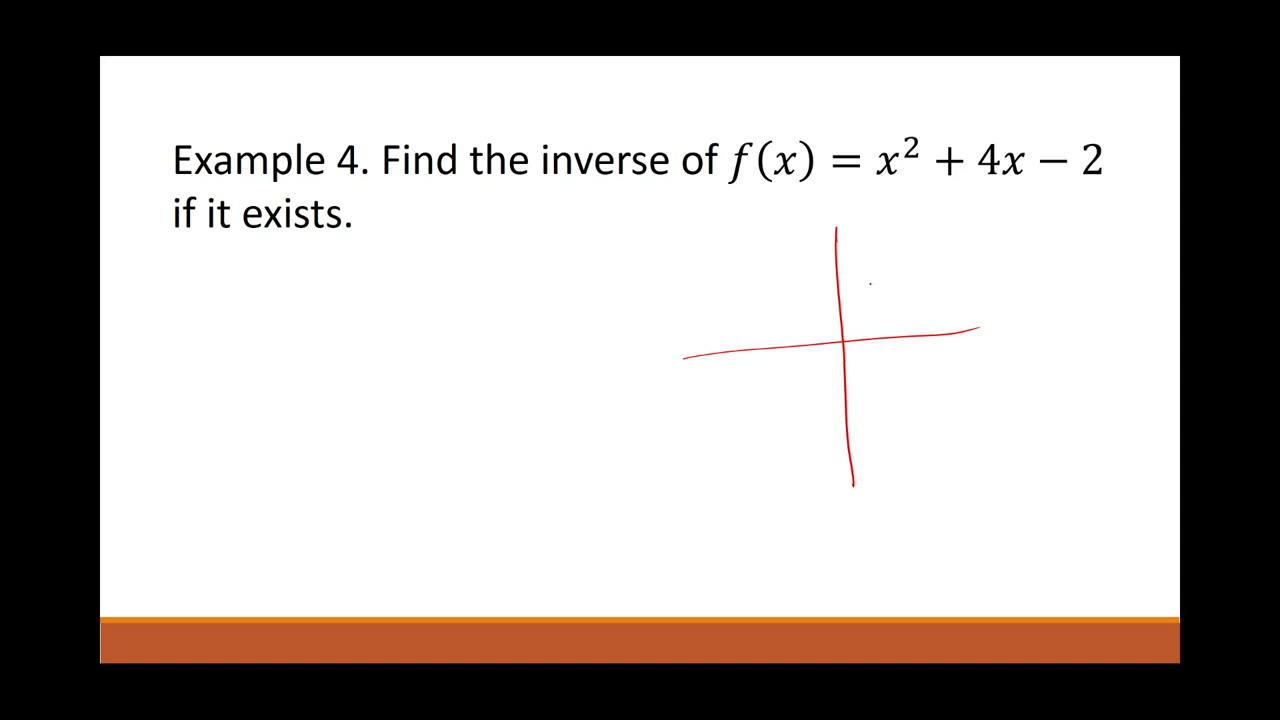 Example 4. Find the inverse of f(x) = x² + 4x − 2
if it exists.